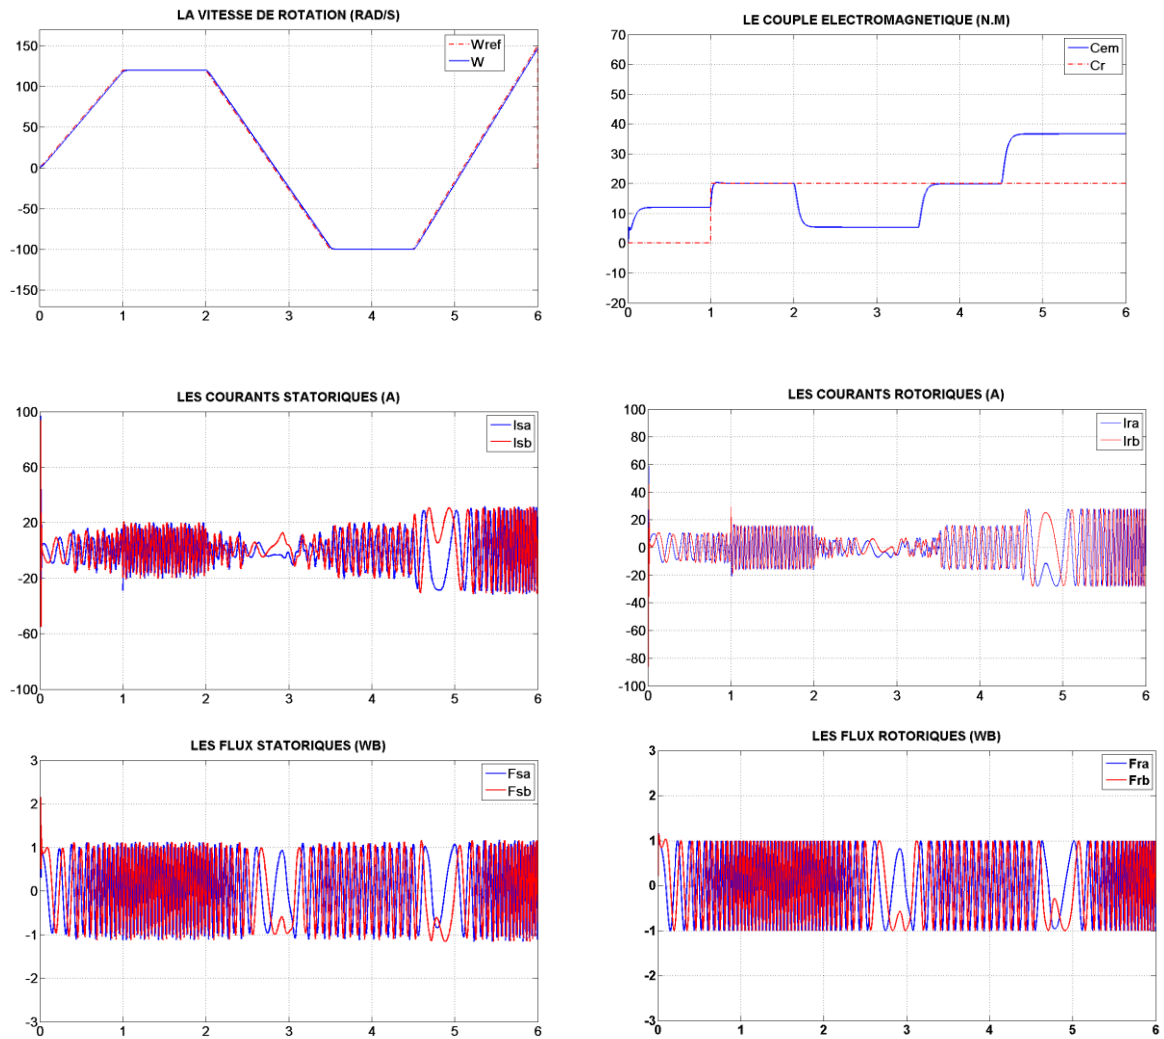 LA VITESSE DE ROTATION (RAD/S)
Wref
W
150
100
50
0
-50
-100
-150
0 1 2 3 4 5 6
LE COUPLE ELECTROMAGNETIQUE (N.M)
Cem
Cr
70
60
50
40
30
20
10
0
-10
-20
0 1 2 3 4 5 6
LES COURANTS STATORIQUES (A)
Isa
Isb
100
60
20
-20
-60
-100
0 1 2 3 4 5 6
LES COURANTS ROTORIQUES (A)
Ira
Irb
100
80
60
40
20
0
-20
-40
-60
-80
-100
0 1 2 3 4 5 6
LES FLUX STATORIQUES (WB)
Fsa
Fsb
3
2
1
0
-1
-2
-3
0 1 2 3 4 5 6
LES FLUX ROTORIQUES (WB)
Fra
Frb
3
2
1
0
-1
-2
-3
0 1 2 3 4 5 6